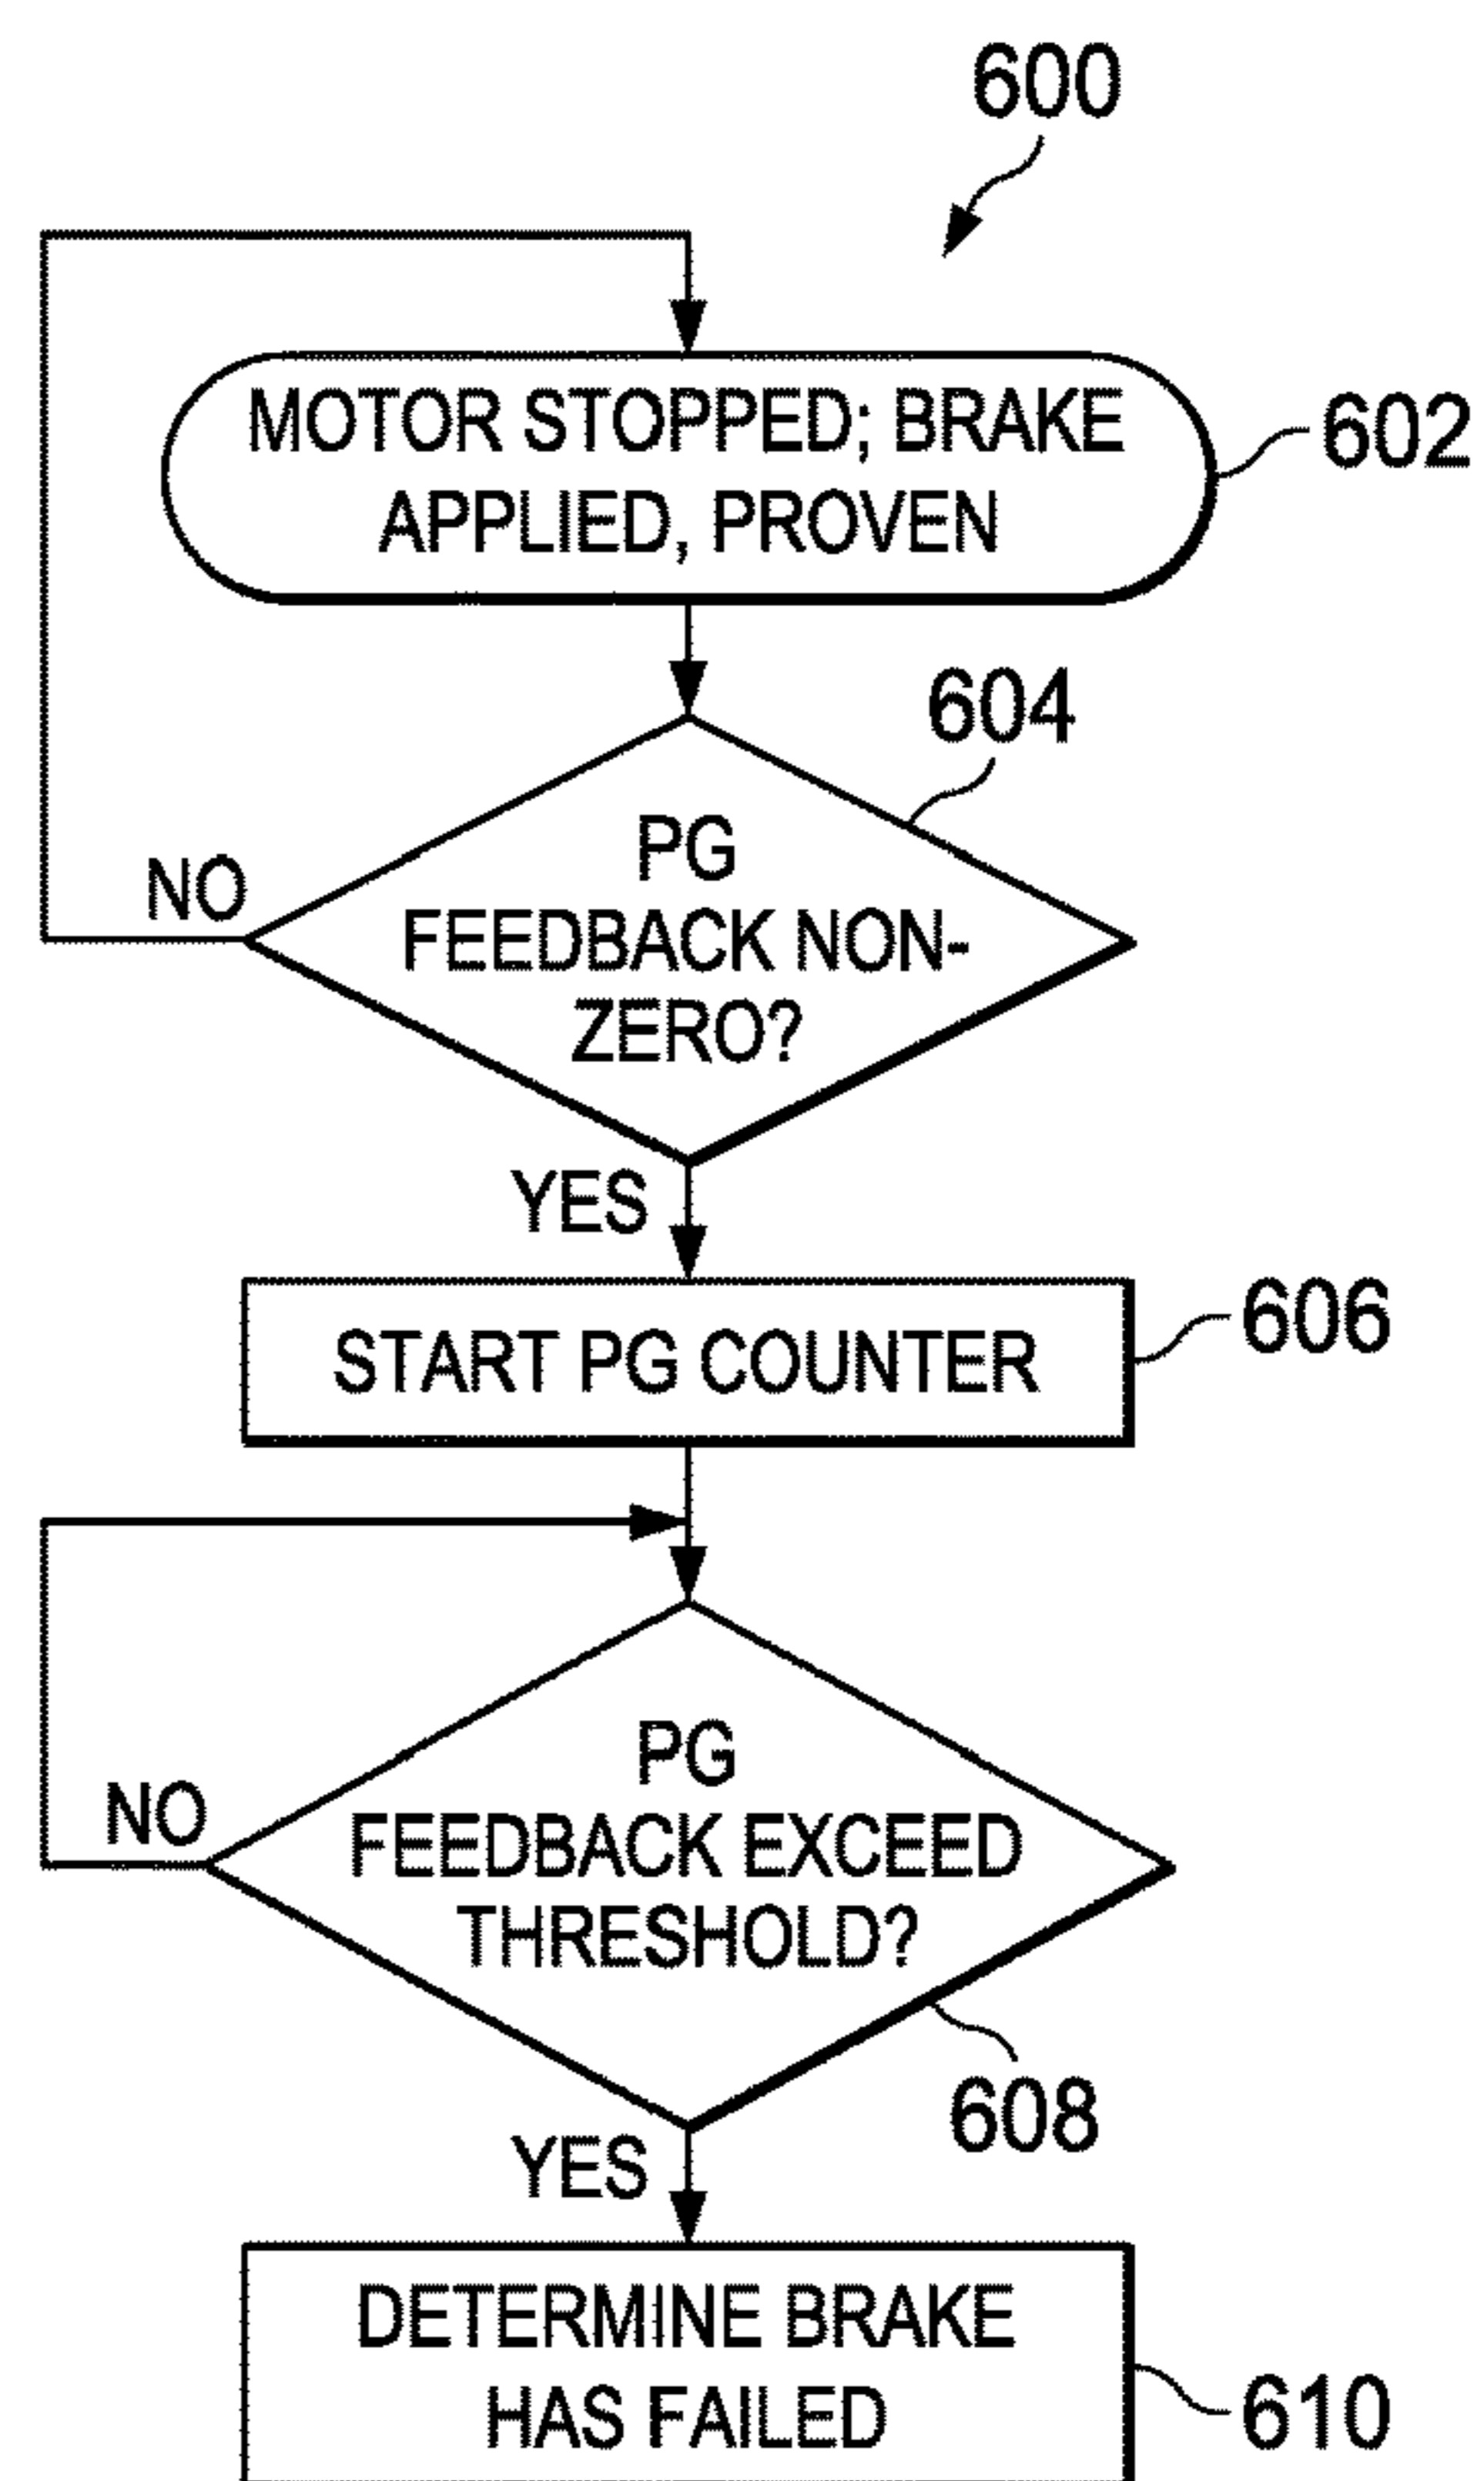 600
MOTOR STOPPED; BRAKE
APPLIED, PROVEN
602
604
PG
FEEDBACK NON-
ZERO?
NO
YES
START PG COUNTER
606
PG
FEEDBACK EXCEED
THRESHOLD?
NO
608
YES
DETERMINE BRAKE
HAS FAILED
610